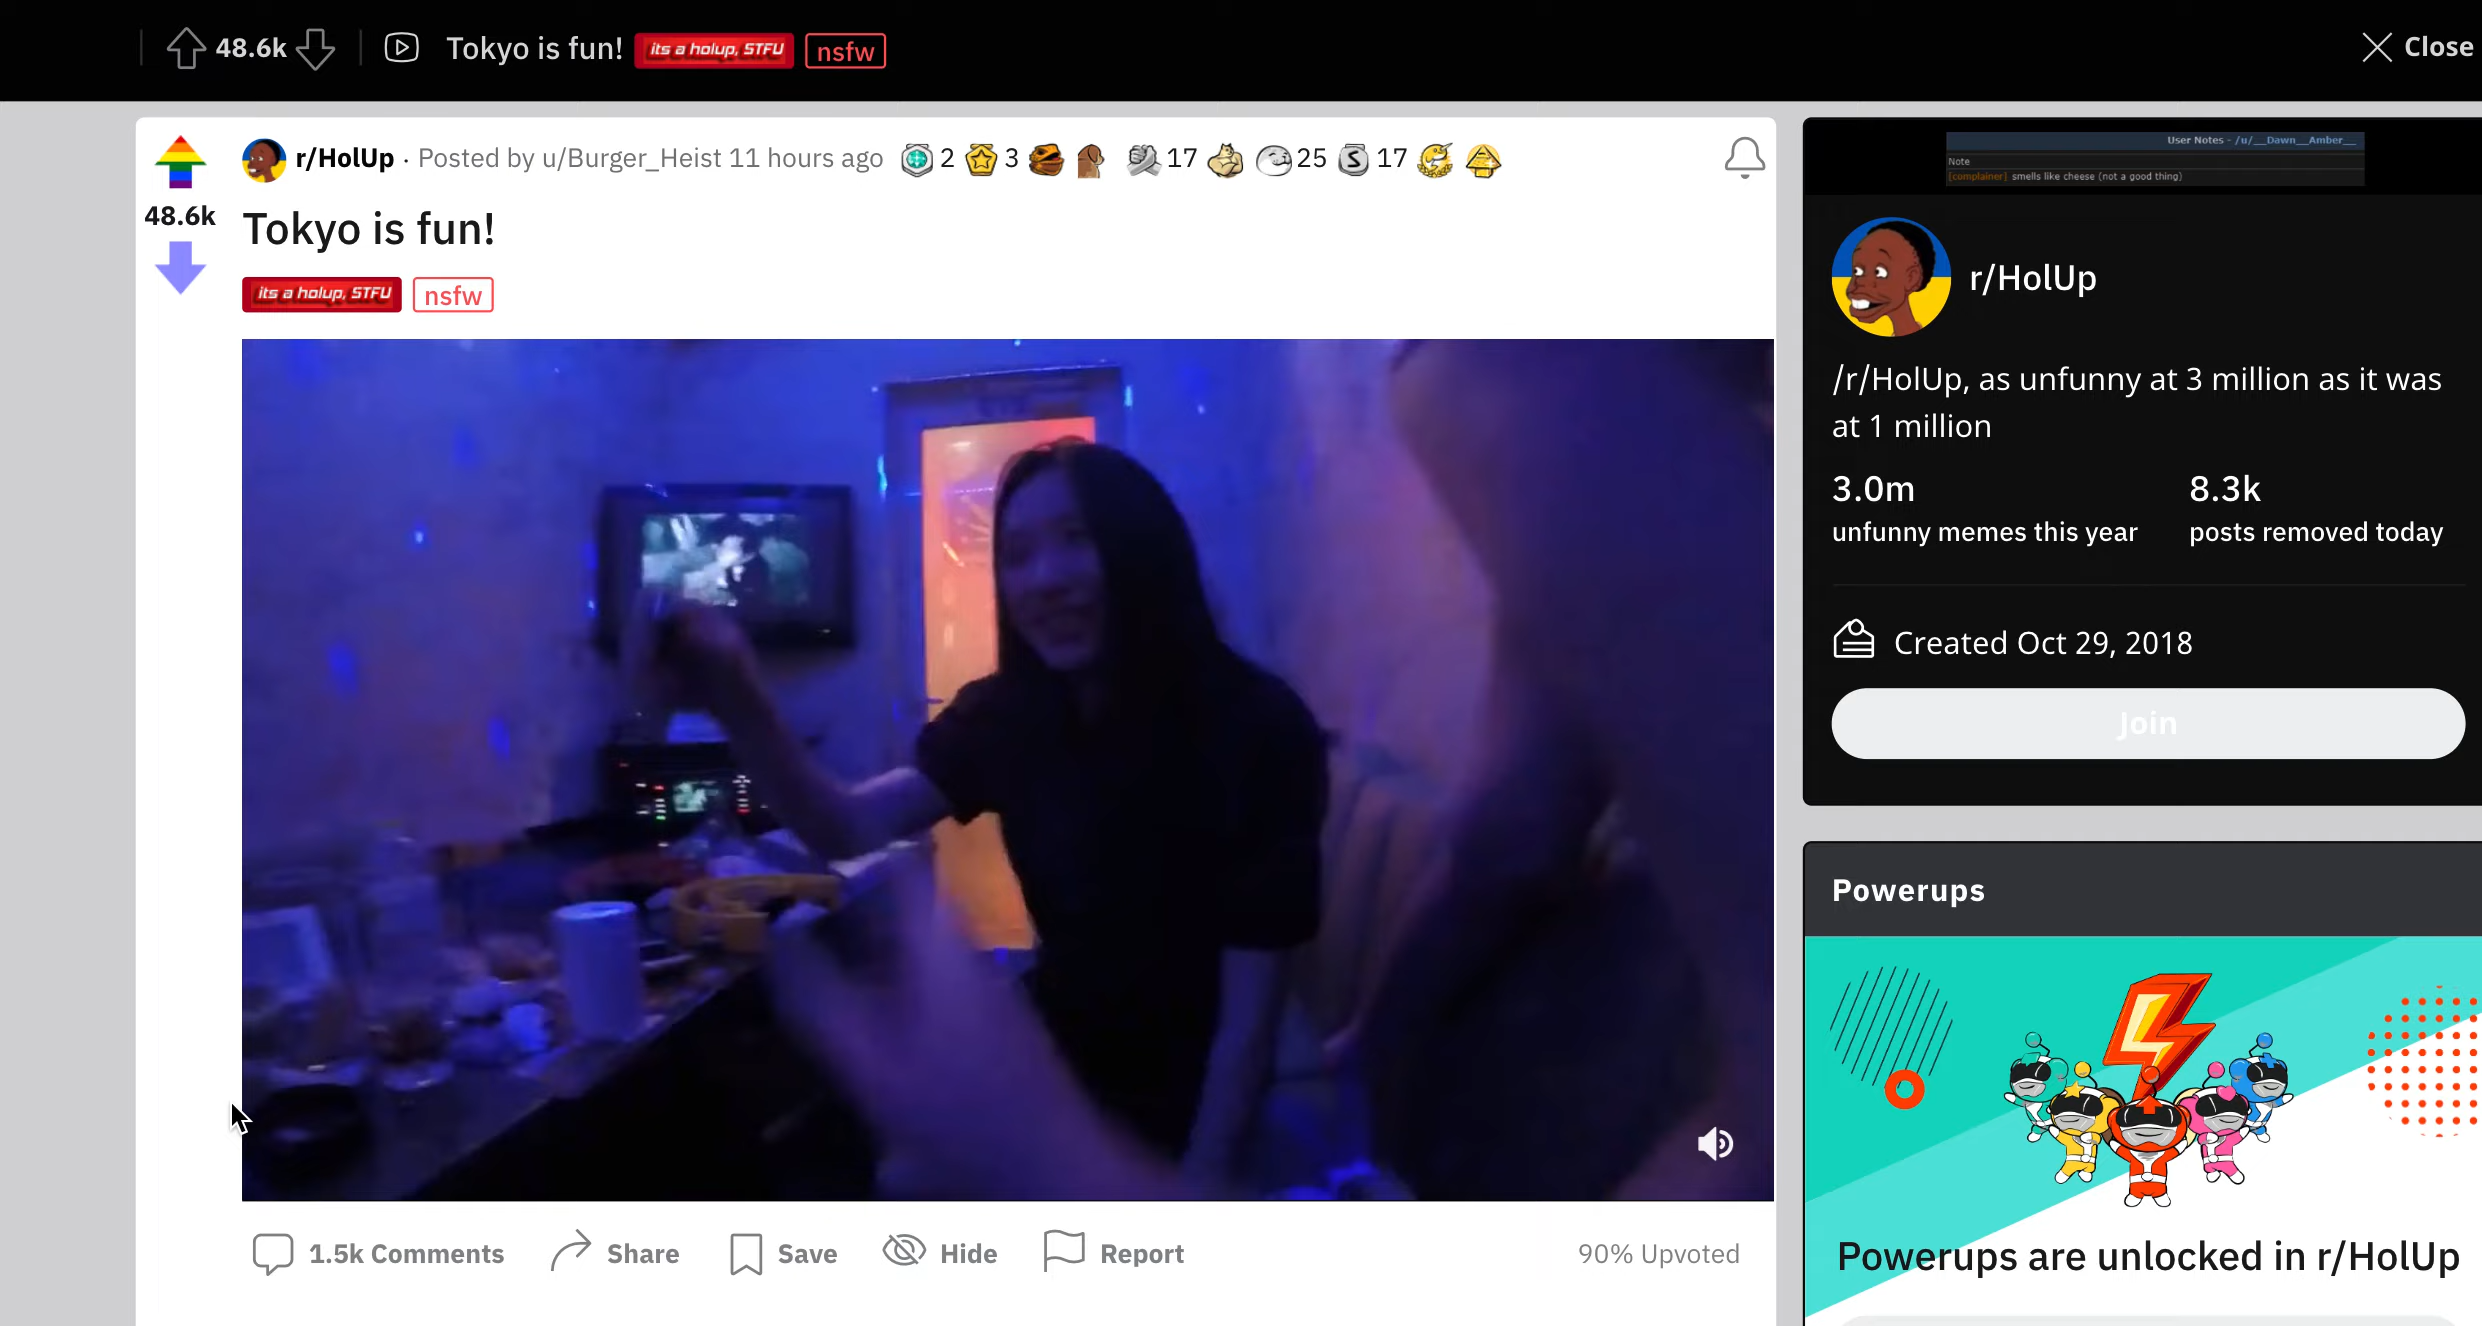 48.6k Tokyo is fun! its a holup, STFU nsfw Close
r/HolUp · Posted by u/Burger_Heist 11 hours ago 2 3 17 25 S 17
48.6k
Tokyo is fun!
its a holup, STFU nsfw
1.5k Comments Share Save Hide Report 90% Upvoted
User Notes - /u/__Dawn__Amber__
Note
[complainer] smells like cheese (not a good thing)
r/HolUp
/r/HolUp, as unfunny at 3 million as it was
at 1 million
3.0m 8.3k
unfunny memes this year posts removed today
Created Oct 29, 2018
Join
Powerups
Powerups are unlocked in r/HolUp